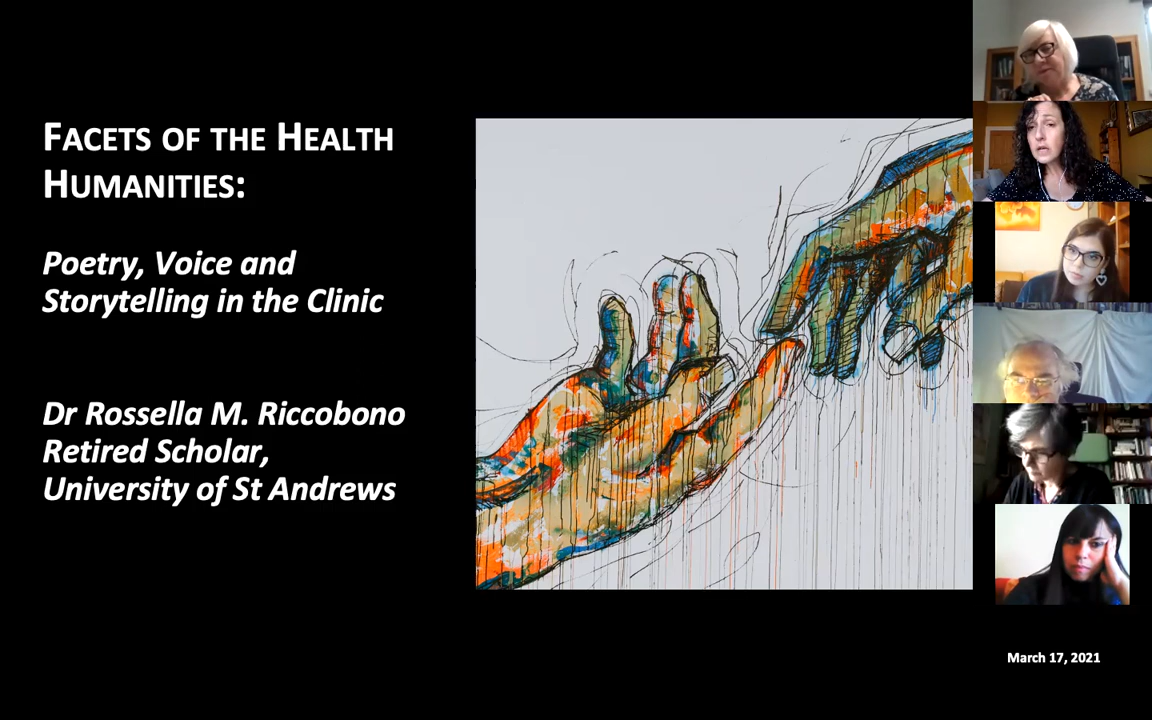 FACETS OF THE HEALTH
HUMANITIES:
Poetry, Voice and
Storytelling in the Clinic
Dr Rossella M. Riccobono
Retired Scholar,
University of St Andrews
March 17, 2021